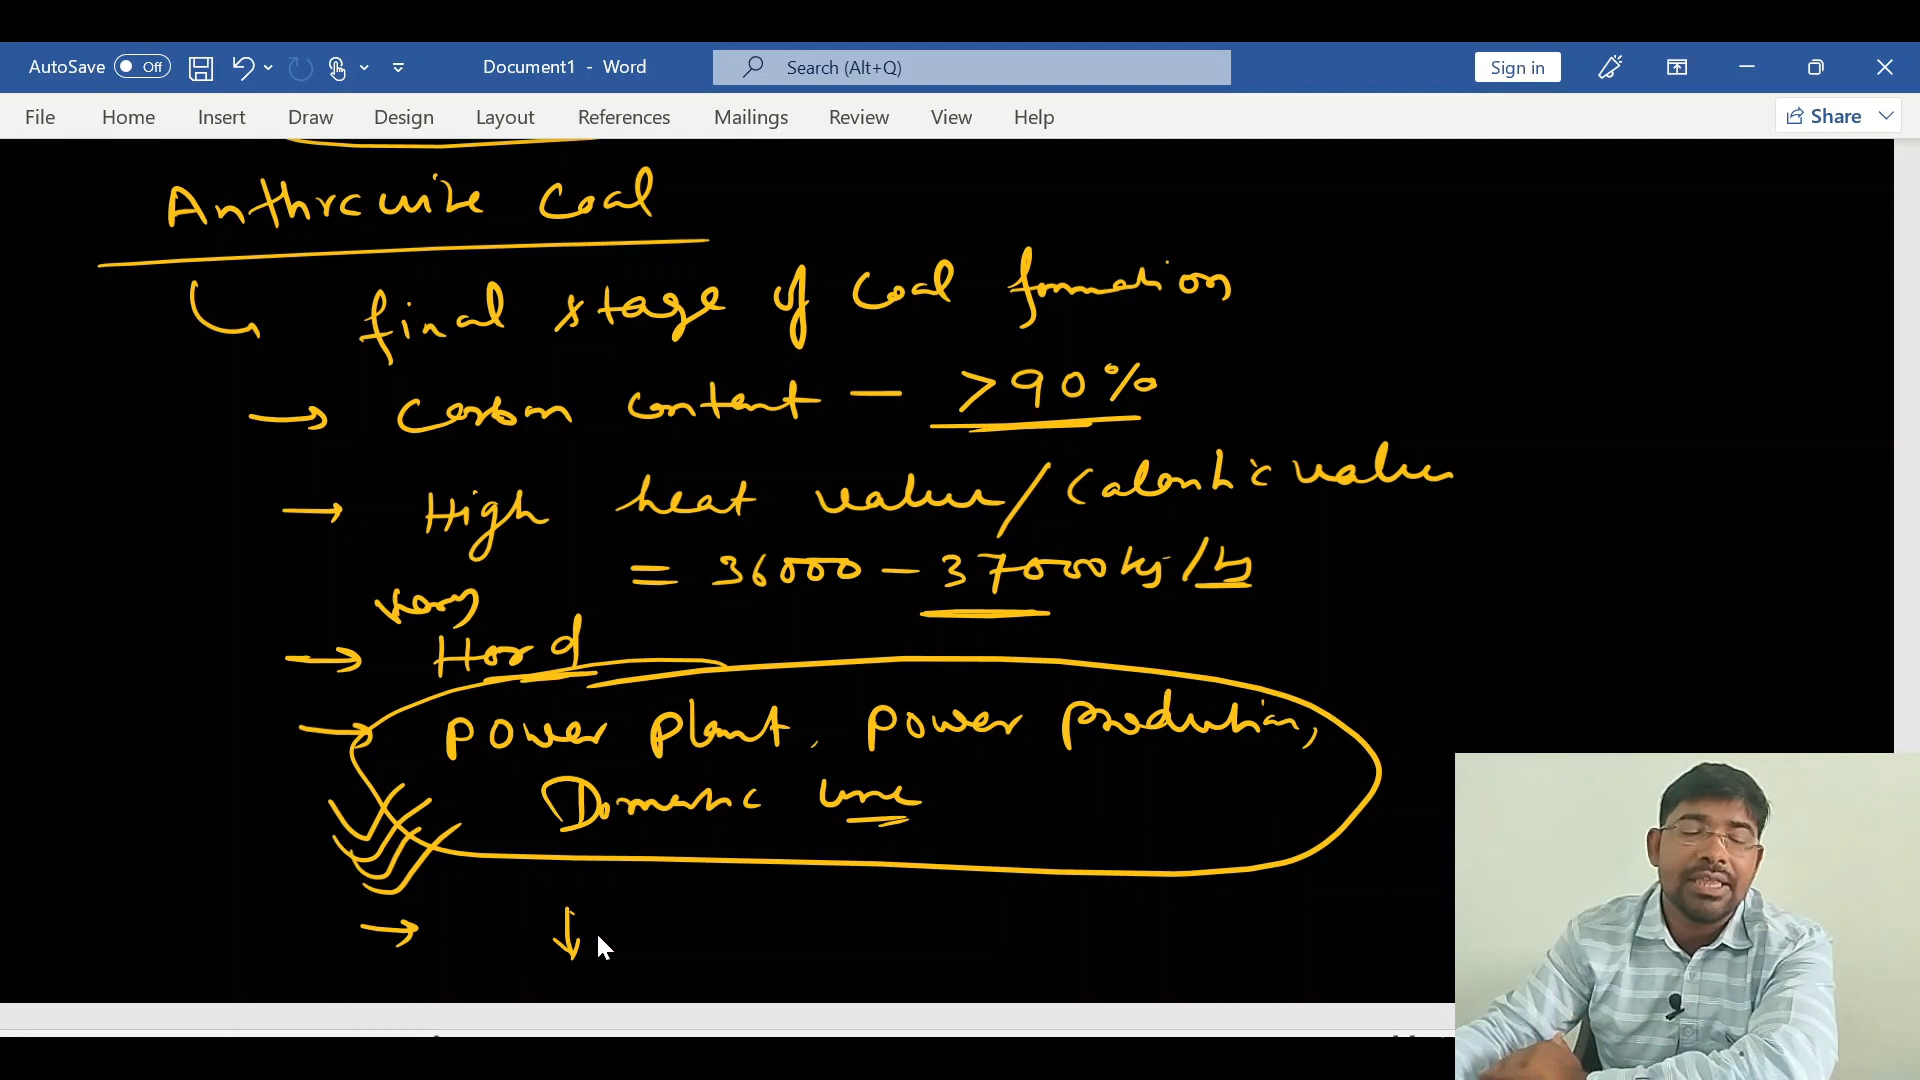 AutoSave Off Document1 - Word Search (Alt+Q) Sign in
File Home Insert Draw Design Layout References Mailings Review View Help Share
Anthracite Coal
final stage of Coal formation
→ Carbon content — >90%
→ High heat value/Calorific value
= 36000 – 37000 kj/kg
very
→ Hard
→ power plant, power production,
Domestic use
→ ↓